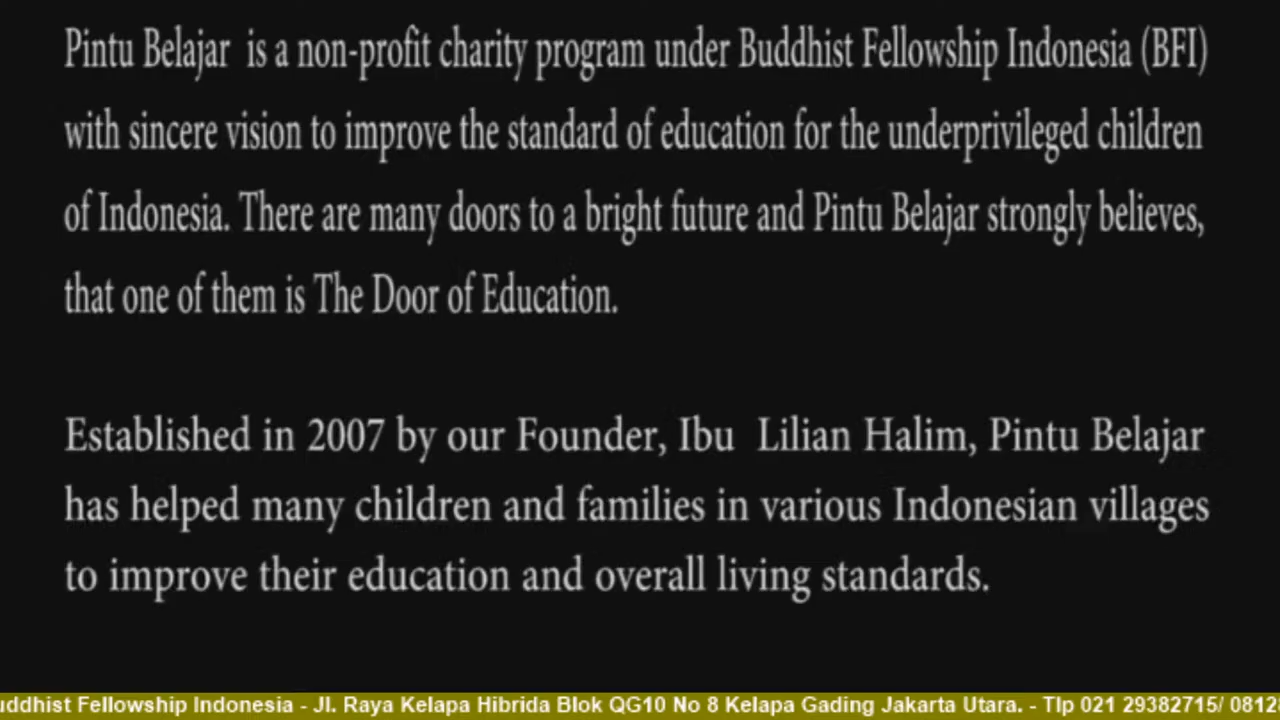 Pintu Belajar is a non-profit charity program under Buddhist Fellowship Indonesia (BFI)
with sincere vision to improve the standard of education for the underprivileged children
of Indonesia. There are many doors to a bright future and Pintu Belajar strongly believes,
that one of them is The Door of Education.
Established in 2007 by our Founder, Ibu Lilian Halim, Pintu Belajar
has helped many children and families in various Indonesian villages
to improve their education and overall living standards.
uddhist Fellowship Indonesia - Jl. Raya Kelapa Hibrida Blok QG10 No 8 Kelapa Gading Jakarta Utara. - Tlp 021 29382715/ 0812